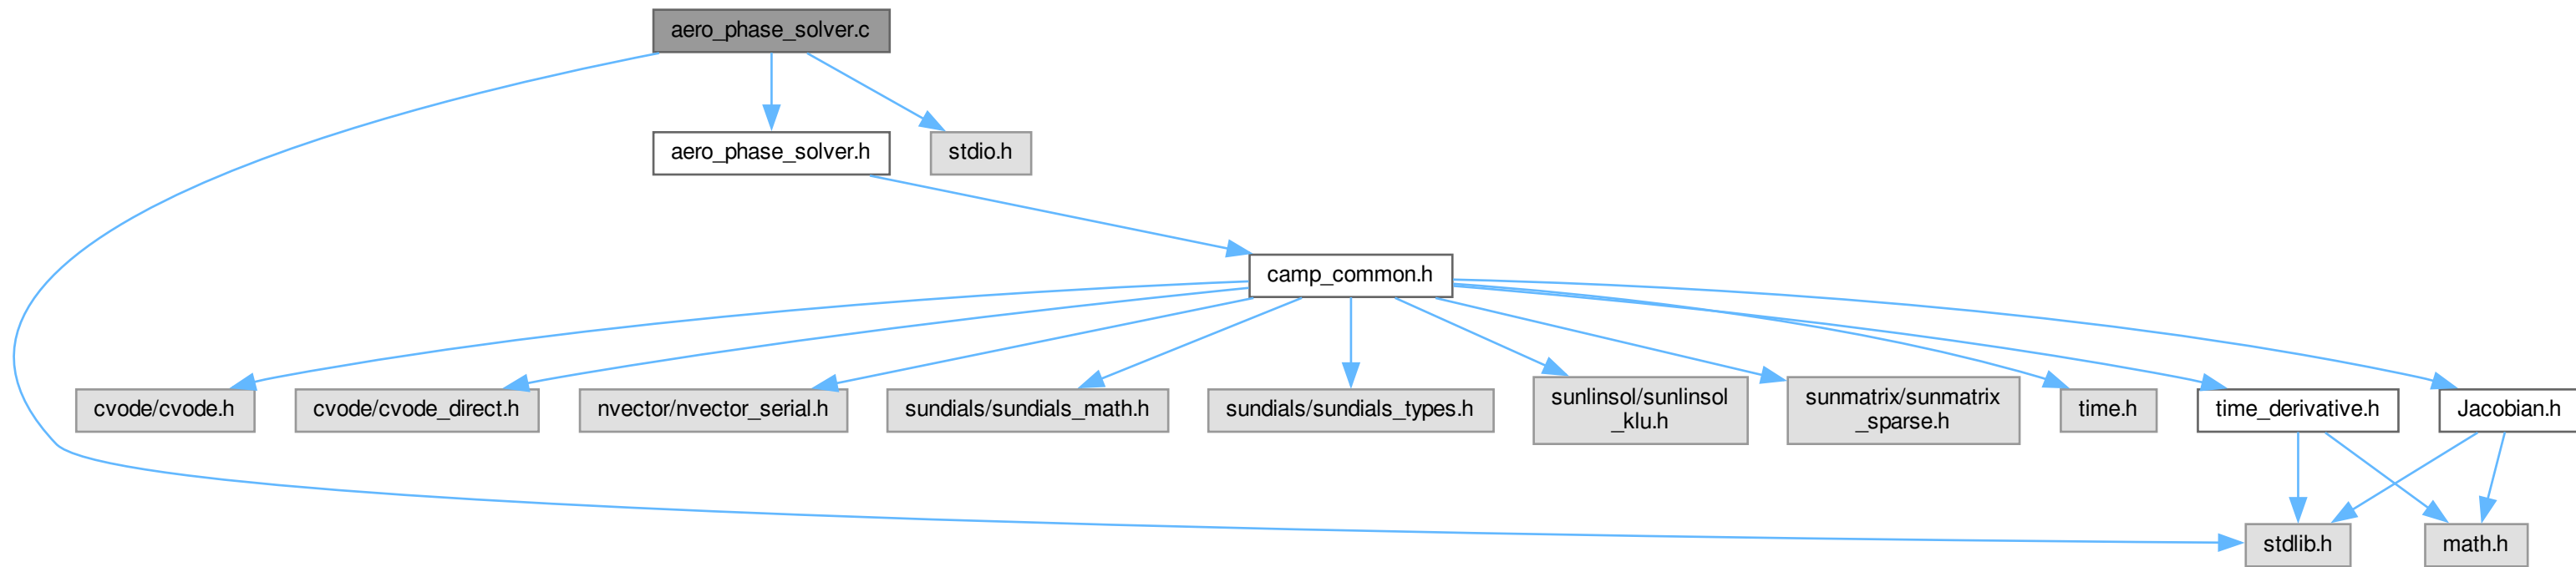 aero_phase_solver.c
aero_phase_solver.h
stdio.h
camp_common.h
cvode/cvode.h
cvode/cvode_direct.h
nvector/nvector_serial.h
sundials/sundials_math.h
sundials/sundials_types.h
sunlinsol/sunlinsol
_klu.h
sunmatrix/sunmatrix
_sparse.h
time.h
time_derivative.h
Jacobian.h
stdlib.h
math.h